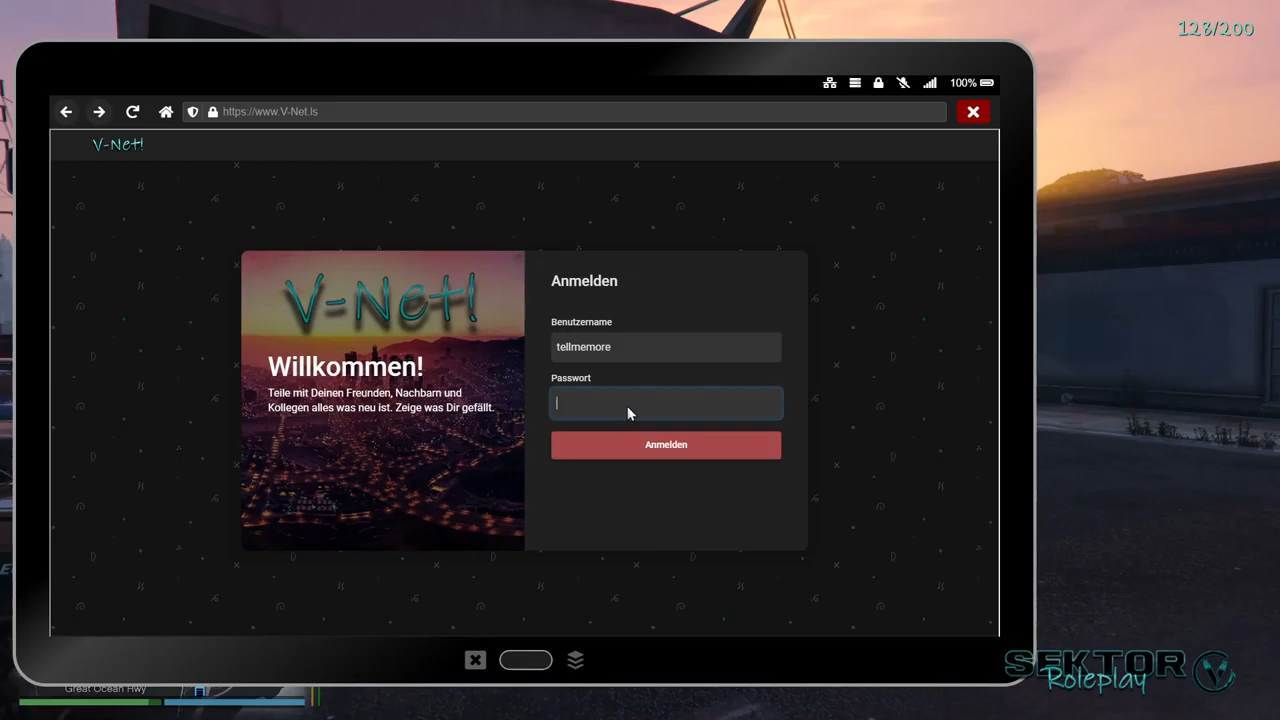 128/200
100%
https://www.V-Net.ls
V-Net!
V-Net!
Willkommen!
Teile mit Deinen Freunden, Nachbarn und
Kollegen alles was neu ist. Zeige was Dir gefällt.
Anmelden
Benutzername
tellmemore
Passwort
Anmelden
Great Ocean Hwy
SEKTOR
Roleplay